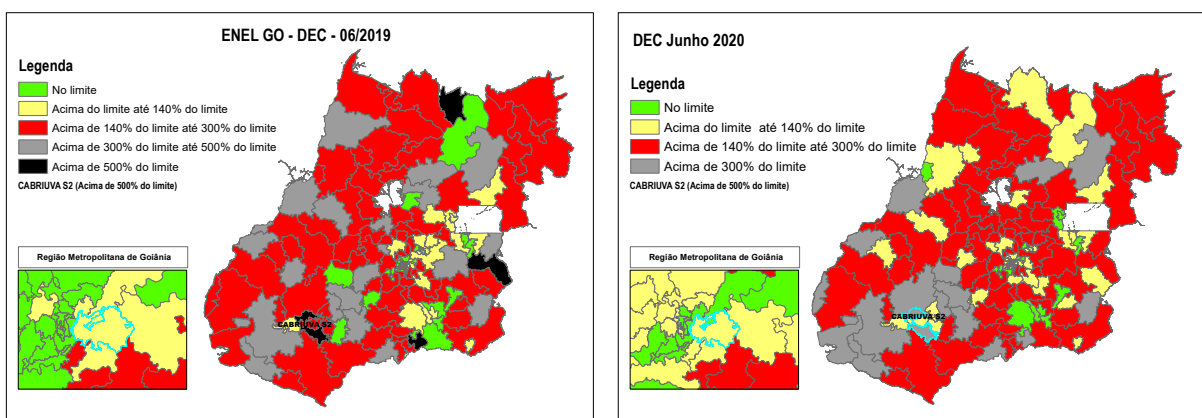 ENEL GO - DEC - 06/2019
Legenda
No limite
Acima do limite até 140% do limite
Acima de 140% do limite até 300% do limite
Acima de 300% do limite até 500% do limite
Acima de 500% do limite
CABRIUVA S2 (Acima de 500% do limite)
Região Metropolitana de Goiânia
CABRIUVA S2
DEC Junho 2020
Legenda
No limite
Acima do limite até 140% do limite
Acima de 140% do limite até 300% do limite
Acima de 300% do limite
CABRIUVA S2 (Acima de 500% do limite)
Região Metropolitana de Goiânia
CABRIUVA S2